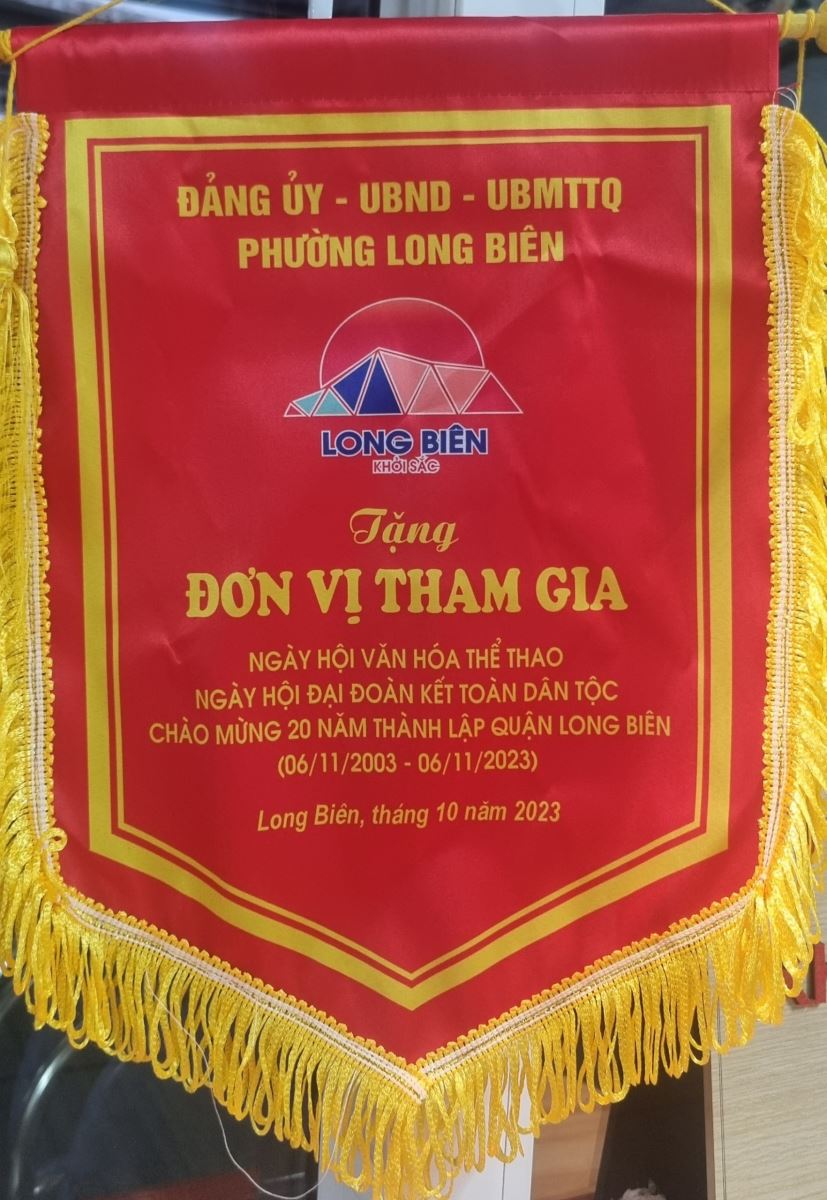 ĐẢNG ỦY - UBND - UBMTTQ
PHƯỜNG LONG BIÊN
LONG BIÊN
KHỞI SẮC
Tặng
ĐƠN VỊ THAM GIA
NGÀY HỘI VĂN HÓA THỂ THAO
NGÀY HỘI ĐẠI ĐOÀN KẾT TOÀN DÂN TỘC
CHÀO MỪNG 20 NĂM THÀNH LẬP QUẬN LONG BIÊN
(06/11/2003 - 06/11/2023)
Long Biên, tháng 10 năm 2023